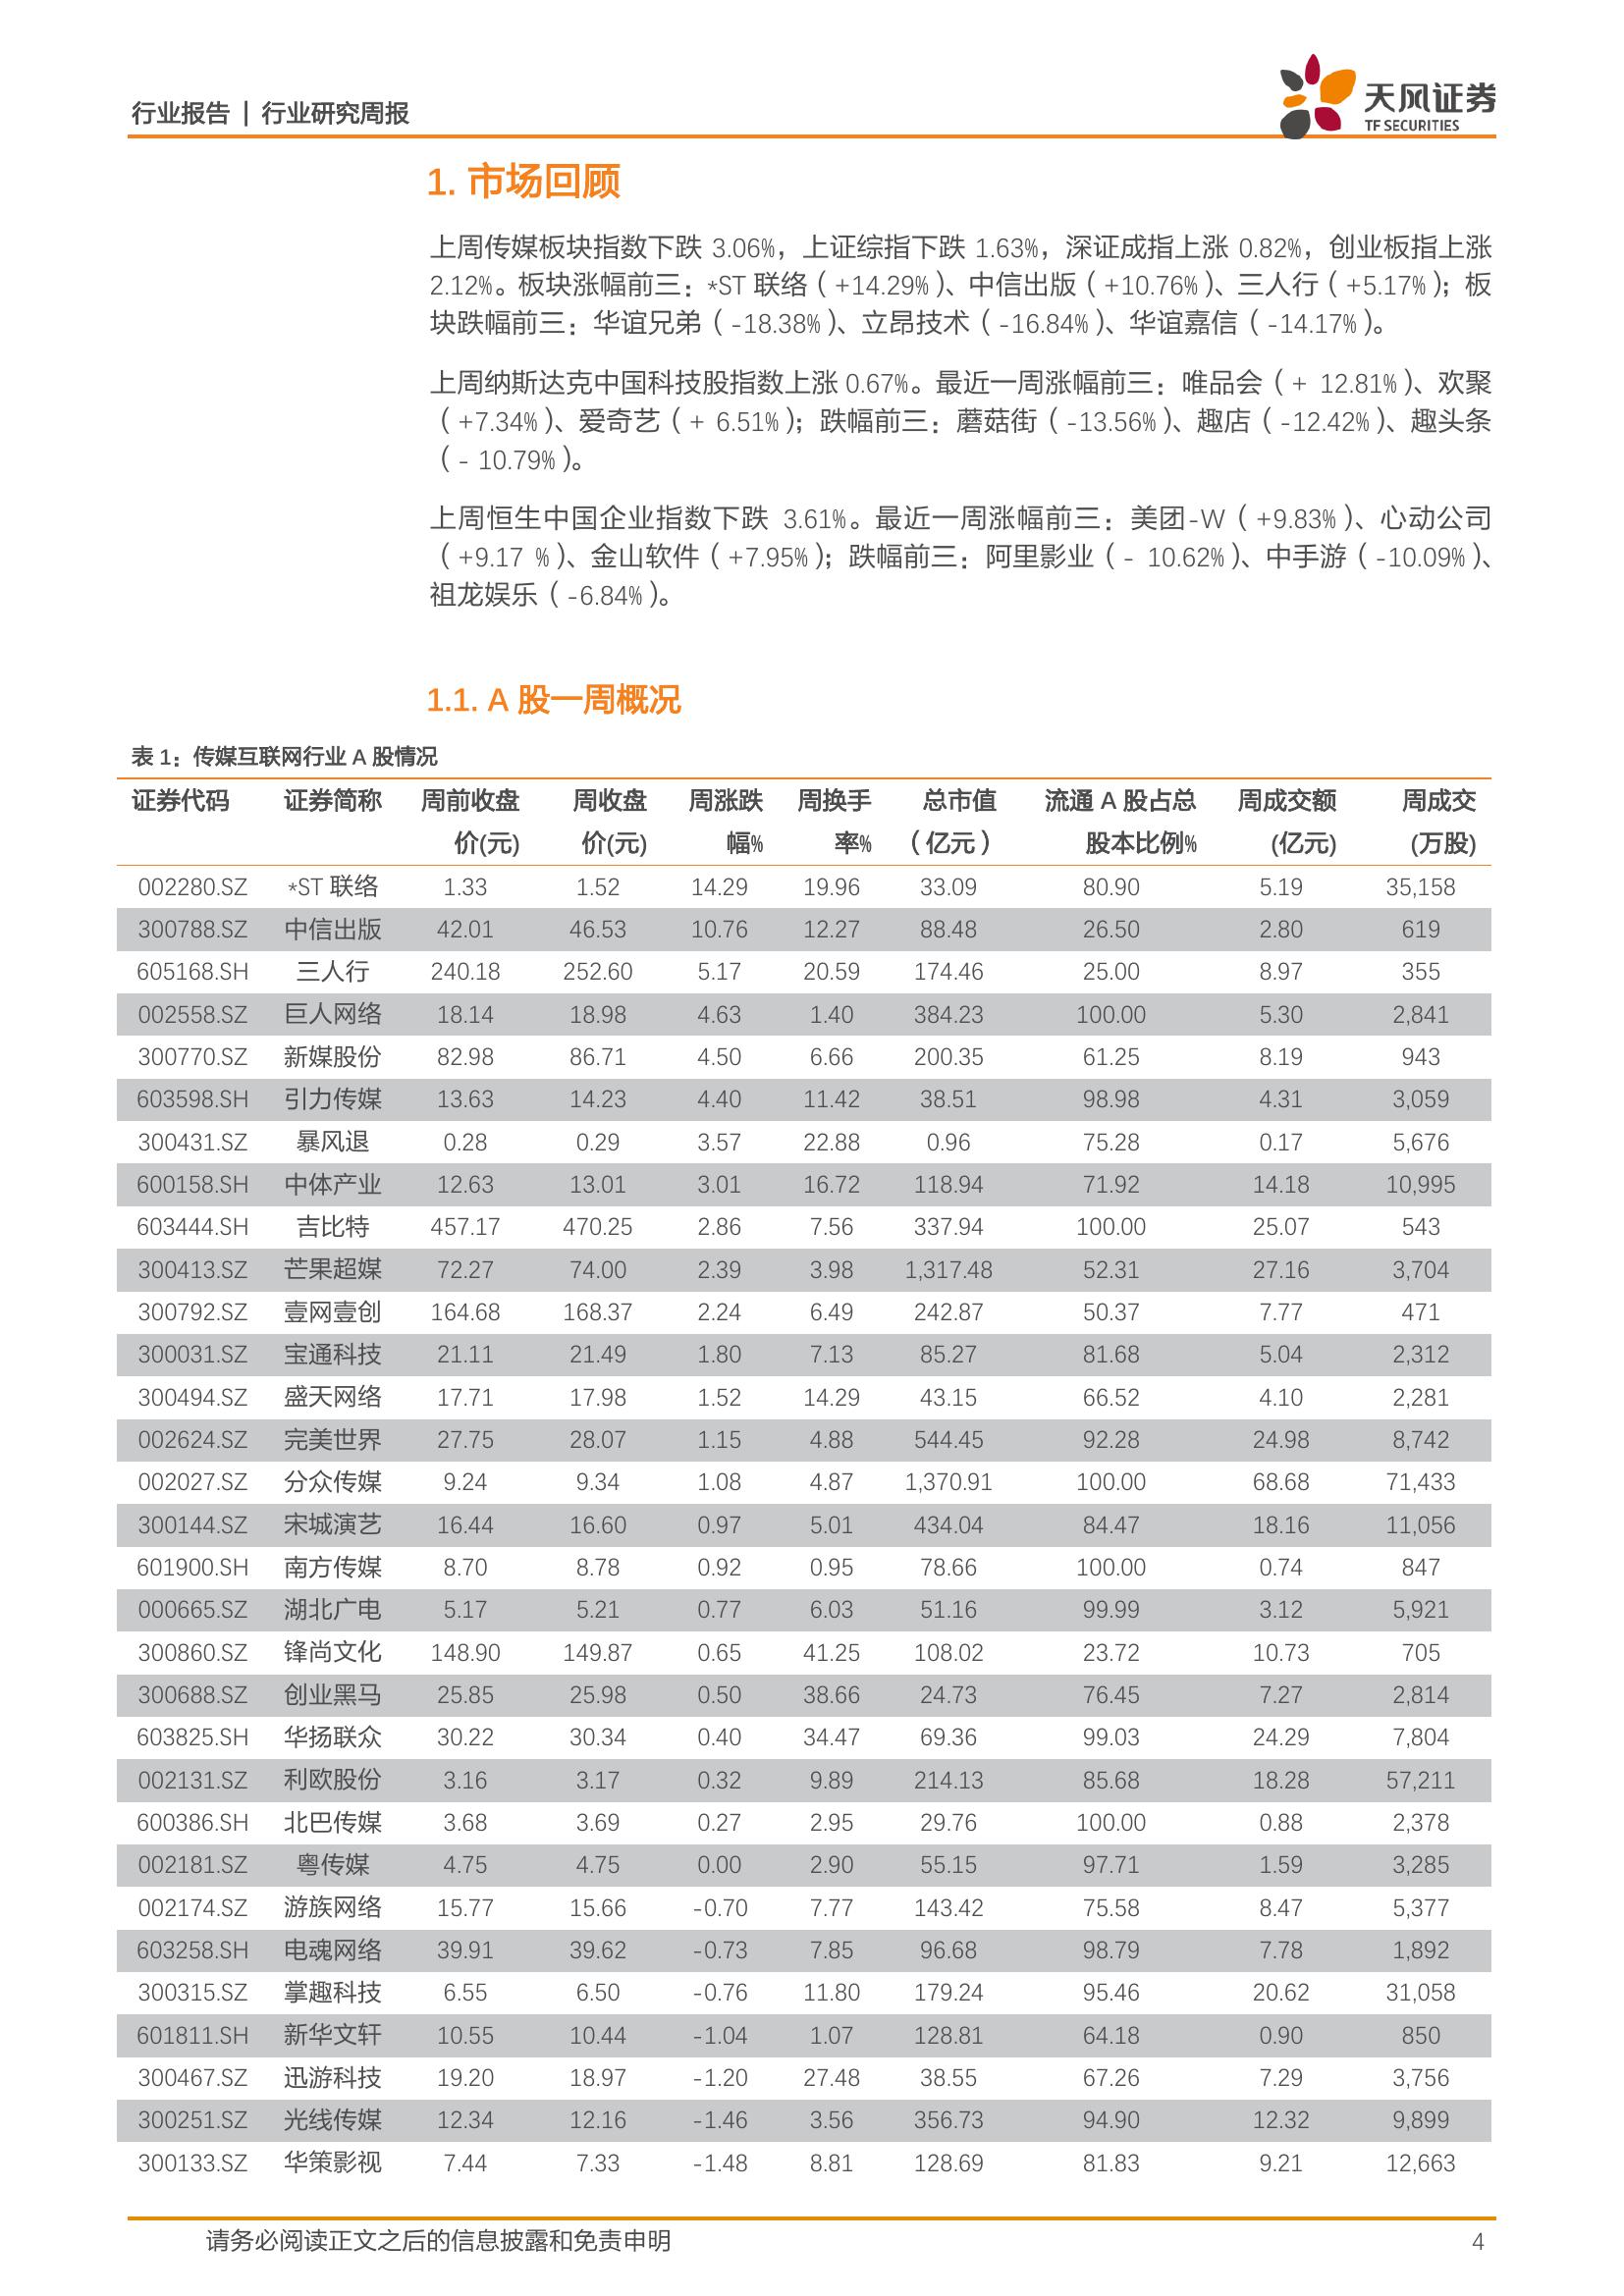 行业报告 | 行业研究周报
天风证券
TF SECURITIES
1. 市场回顾
上周传媒板块指数下跌 3.06%，上证综指下跌 1.63%，深证成指上涨 0.82%，创业板指上涨
2.12%。板块涨幅前三：*ST 联络（+14.29%）、中信出版（+10.76%）、三人行（+5.17%）；板
块跌幅前三：华谊兄弟（-18.38%）、立昂技术（-16.84%）、华谊嘉信（-14.17%）。
上周纳斯达克中国科技股指数上涨 0.67%。最近一周涨幅前三：唯品会（+ 12.81%）、欢聚
（+7.34%）、爱奇艺（+ 6.51%）；跌幅前三：蘑菇街（-13.56%）、趣店（-12.42%）、趣头条
（- 10.79%）。
上周恒生中国企业指数下跌 3.61%。最近一周涨幅前三：美团-W（+9.83%）、心动公司
（+9.17 %）、金山软件（+7.95%）；跌幅前三：阿里影业（- 10.62%）、中手游（-10.09%）、
祖龙娱乐（-6.84%）。
1.1. A 股一周概况
表 1：传媒互联网行业 A 股情况
证券代码 证券简称 周前收盘 周收盘 周涨跌 周换手 总市值 流通 A 股占总 周成交额 周成交
价(元) 价(元) 幅% 率% （亿元） 股本比例% (亿元) (万股)
002280.SZ *ST 联络 1.33 1.52 14.29 19.96 33.09 80.90 5.19 35,158
300788.SZ 中信出版 42.01 46.53 10.76 12.27 88.48 26.50 2.80 619
605168.SH 三人行 240.18 252.60 5.17 20.59 174.46 25.00 8.97 355
002558.SZ 巨人网络 18.14 18.98 4.63 1.40 384.23 100.00 5.30 2,841
300770.SZ 新媒股份 82.98 86.71 4.50 6.66 200.35 61.25 8.19 943
603598.SH 引力传媒 13.63 14.23 4.40 11.42 38.51 98.98 4.31 3,059
300431.SZ 暴风退 0.28 0.29 3.57 22.88 0.96 75.28 0.17 5,676
600158.SH 中体产业 12.63 13.01 3.01 16.72 118.94 71.92 14.18 10,995
603444.SH 吉比特 457.17 470.25 2.86 7.56 337.94 100.00 25.07 543
300413.SZ 芒果超媒 72.27 74.00 2.39 3.98 1,317.48 52.31 27.16 3,704
300792.SZ 壹网壹创 164.68 168.37 2.24 6.49 242.87 50.37 7.77 471
300031.SZ 宝通科技 21.11 21.49 1.80 7.13 85.27 81.68 5.04 2,312
300494.SZ 盛天网络 17.71 17.98 1.52 14.29 43.15 66.52 4.10 2,281
002624.SZ 完美世界 27.75 28.07 1.15 4.88 544.45 92.28 24.98 8,742
002027.SZ 分众传媒 9.24 9.34 1.08 4.87 1,370.91 100.00 68.68 71,433
300144.SZ 宋城演艺 16.44 16.60 0.97 5.01 434.04 84.47 18.16 11,056
601900.SH 南方传媒 8.70 8.78 0.92 0.95 78.66 100.00 0.74 847
000665.SZ 湖北广电 5.17 5.21 0.77 6.03 51.16 99.99 3.12 5,921
300860.SZ 锋尚文化 148.90 149.87 0.65 41.25 108.02 23.72 10.73 705
300688.SZ 创业黑马 25.85 25.98 0.50 38.66 24.73 76.45 7.27 2,814
603825.SH 华扬联众 30.22 30.34 0.40 34.47 69.36 99.03 24.29 7,804
002131.SZ 利欧股份 3.16 3.17 0.32 9.89 214.13 85.68 18.28 57,211
600386.SH 北巴传媒 3.68 3.69 0.27 2.95 29.76 100.00 0.88 2,378
002181.SZ 粤传媒 4.75 4.75 0.00 2.90 55.15 97.71 1.59 3,285
002174.SZ 游族网络 15.77 15.66 -0.70 7.77 143.42 75.58 8.47 5,377
603258.SH 电魂网络 39.91 39.62 -0.73 7.85 96.68 98.79 7.78 1,892
300315.SZ 掌趣科技 6.55 6.50 -0.76 11.80 179.24 95.46 20.62 31,058
601811.SH 新华文轩 10.55 10.44 -1.04 1.07 128.81 64.18 0.90 850
300467.SZ 迅游科技 19.20 18.97 -1.20 27.48 38.55 67.26 7.29 3,756
300251.SZ 光线传媒 12.34 12.16 -1.46 3.56 356.73 94.90 12.32 9,899
300133.SZ 华策影视 7.44 7.33 -1.48 8.81 128.69 81.83 9.21 12,663
请务必阅读正文之后的信息披露和免责申明 4